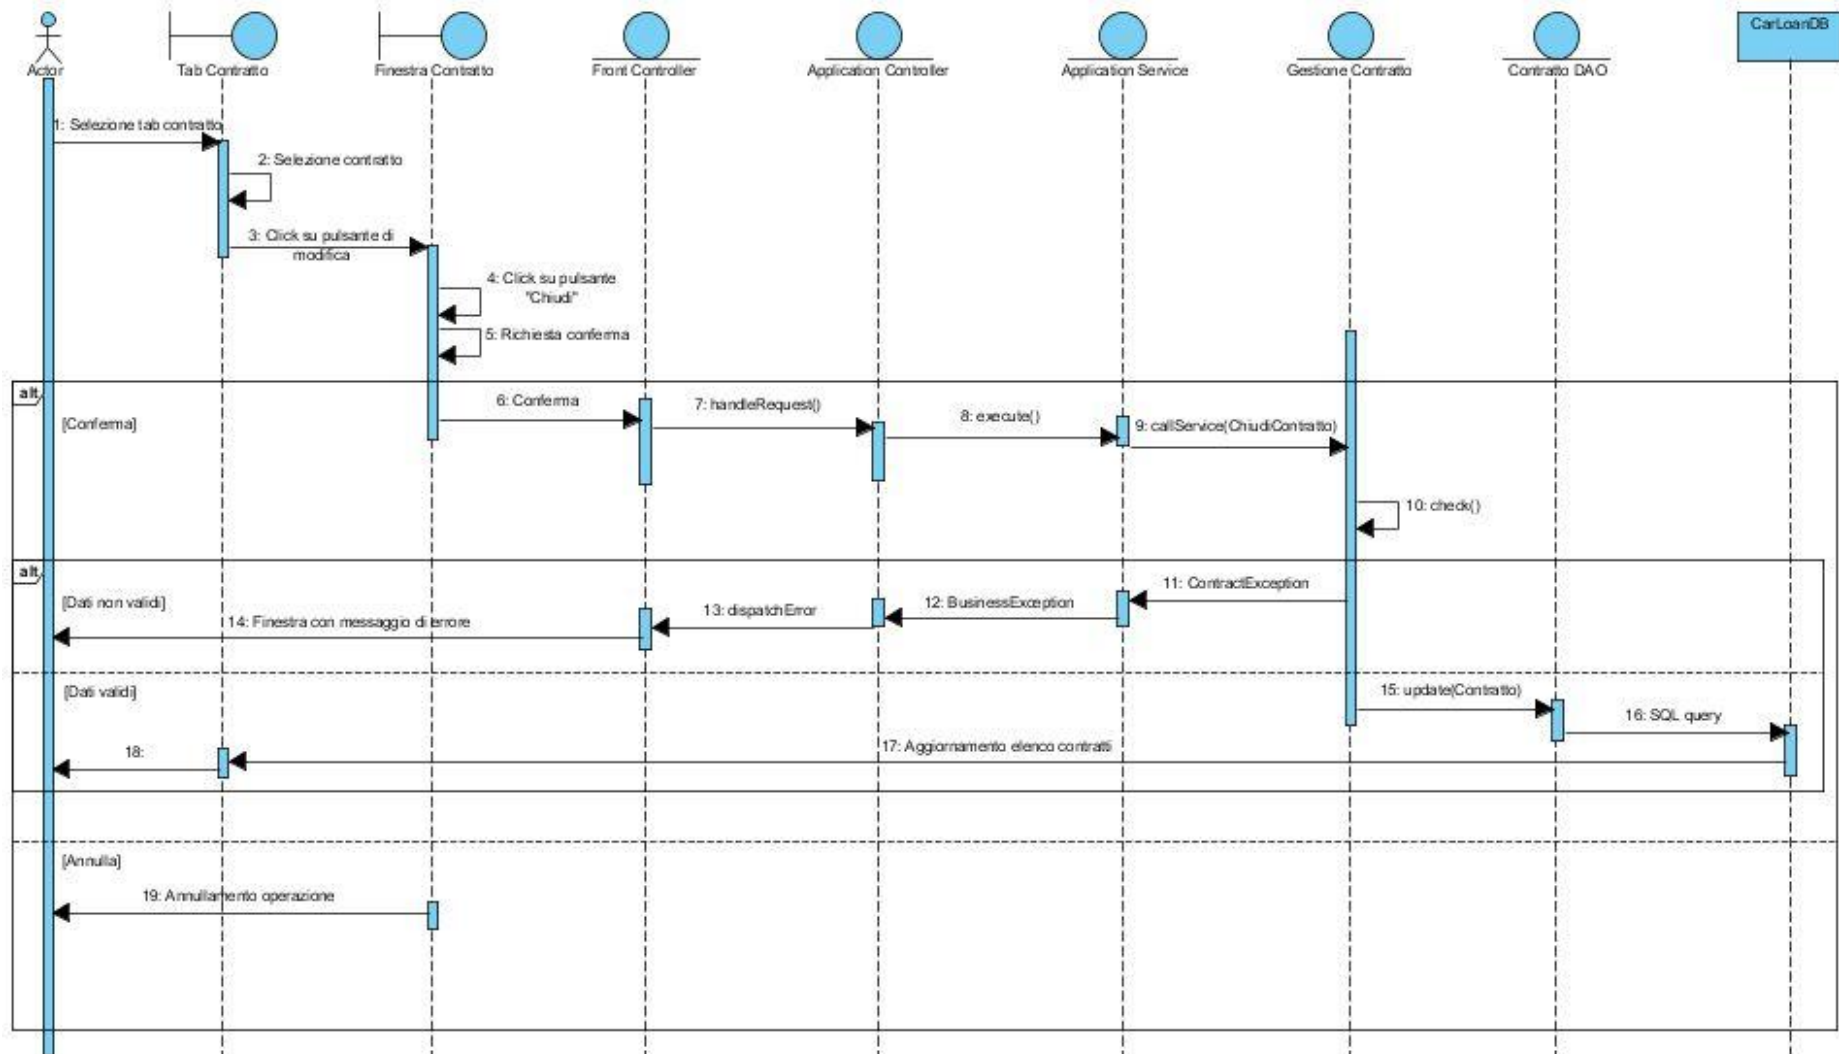 CarLoanDB
Actor
Tab Contratto
Finestra Contratto
Front Controller
Application Controller
Application Service
Gestione Contratto
Contratto DAO
1: Selezione tab contratto
2: Selezione contratto
3: Click su pulsante di
modifica
4: Click su pulsante
"Chiudi"
5: Richiesta conferma
alt
[Conferma]
6: Conferma
7: handleRequest()
8: execute()
9: callService(ChiudiContratto)
10: check()
alt
[Dati non validi]
11: ContractException
12: BusinessException
13: dispatchError
14: Finestra con messaggio di errore
[Dati validi]
15: update(Contratto)
16: SQL query
17: Aggiornamento elenco contratti
18:
[Annulla]
19: Annullamento operazione